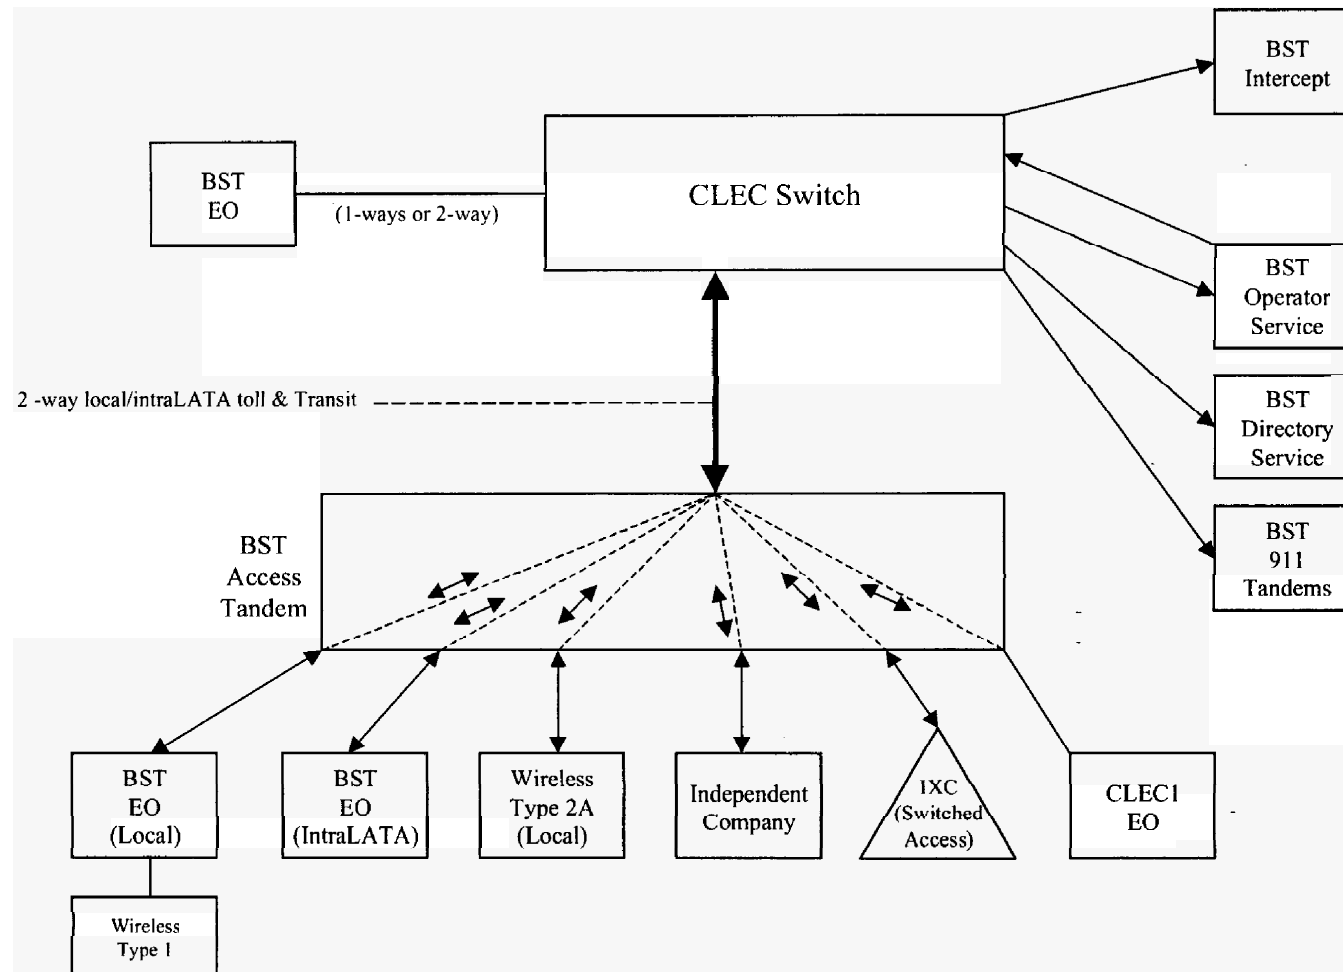 BST
Intercept
BST
EO
(1-ways or 2-way)
CLEC Switch
BST
Operator
Service
2 -way local/intraLATA toll & Transit
BST
Directory
Service
BST
Access
Tandem
BST
911
Tandems
BST
EO
(Local)
BST
EO
(IntraLATA)
Wireless
Type 2A
(Local)
Independent
Company
IXC
(Switched
Access)
CLEC1
EO
Wireless
Type 1